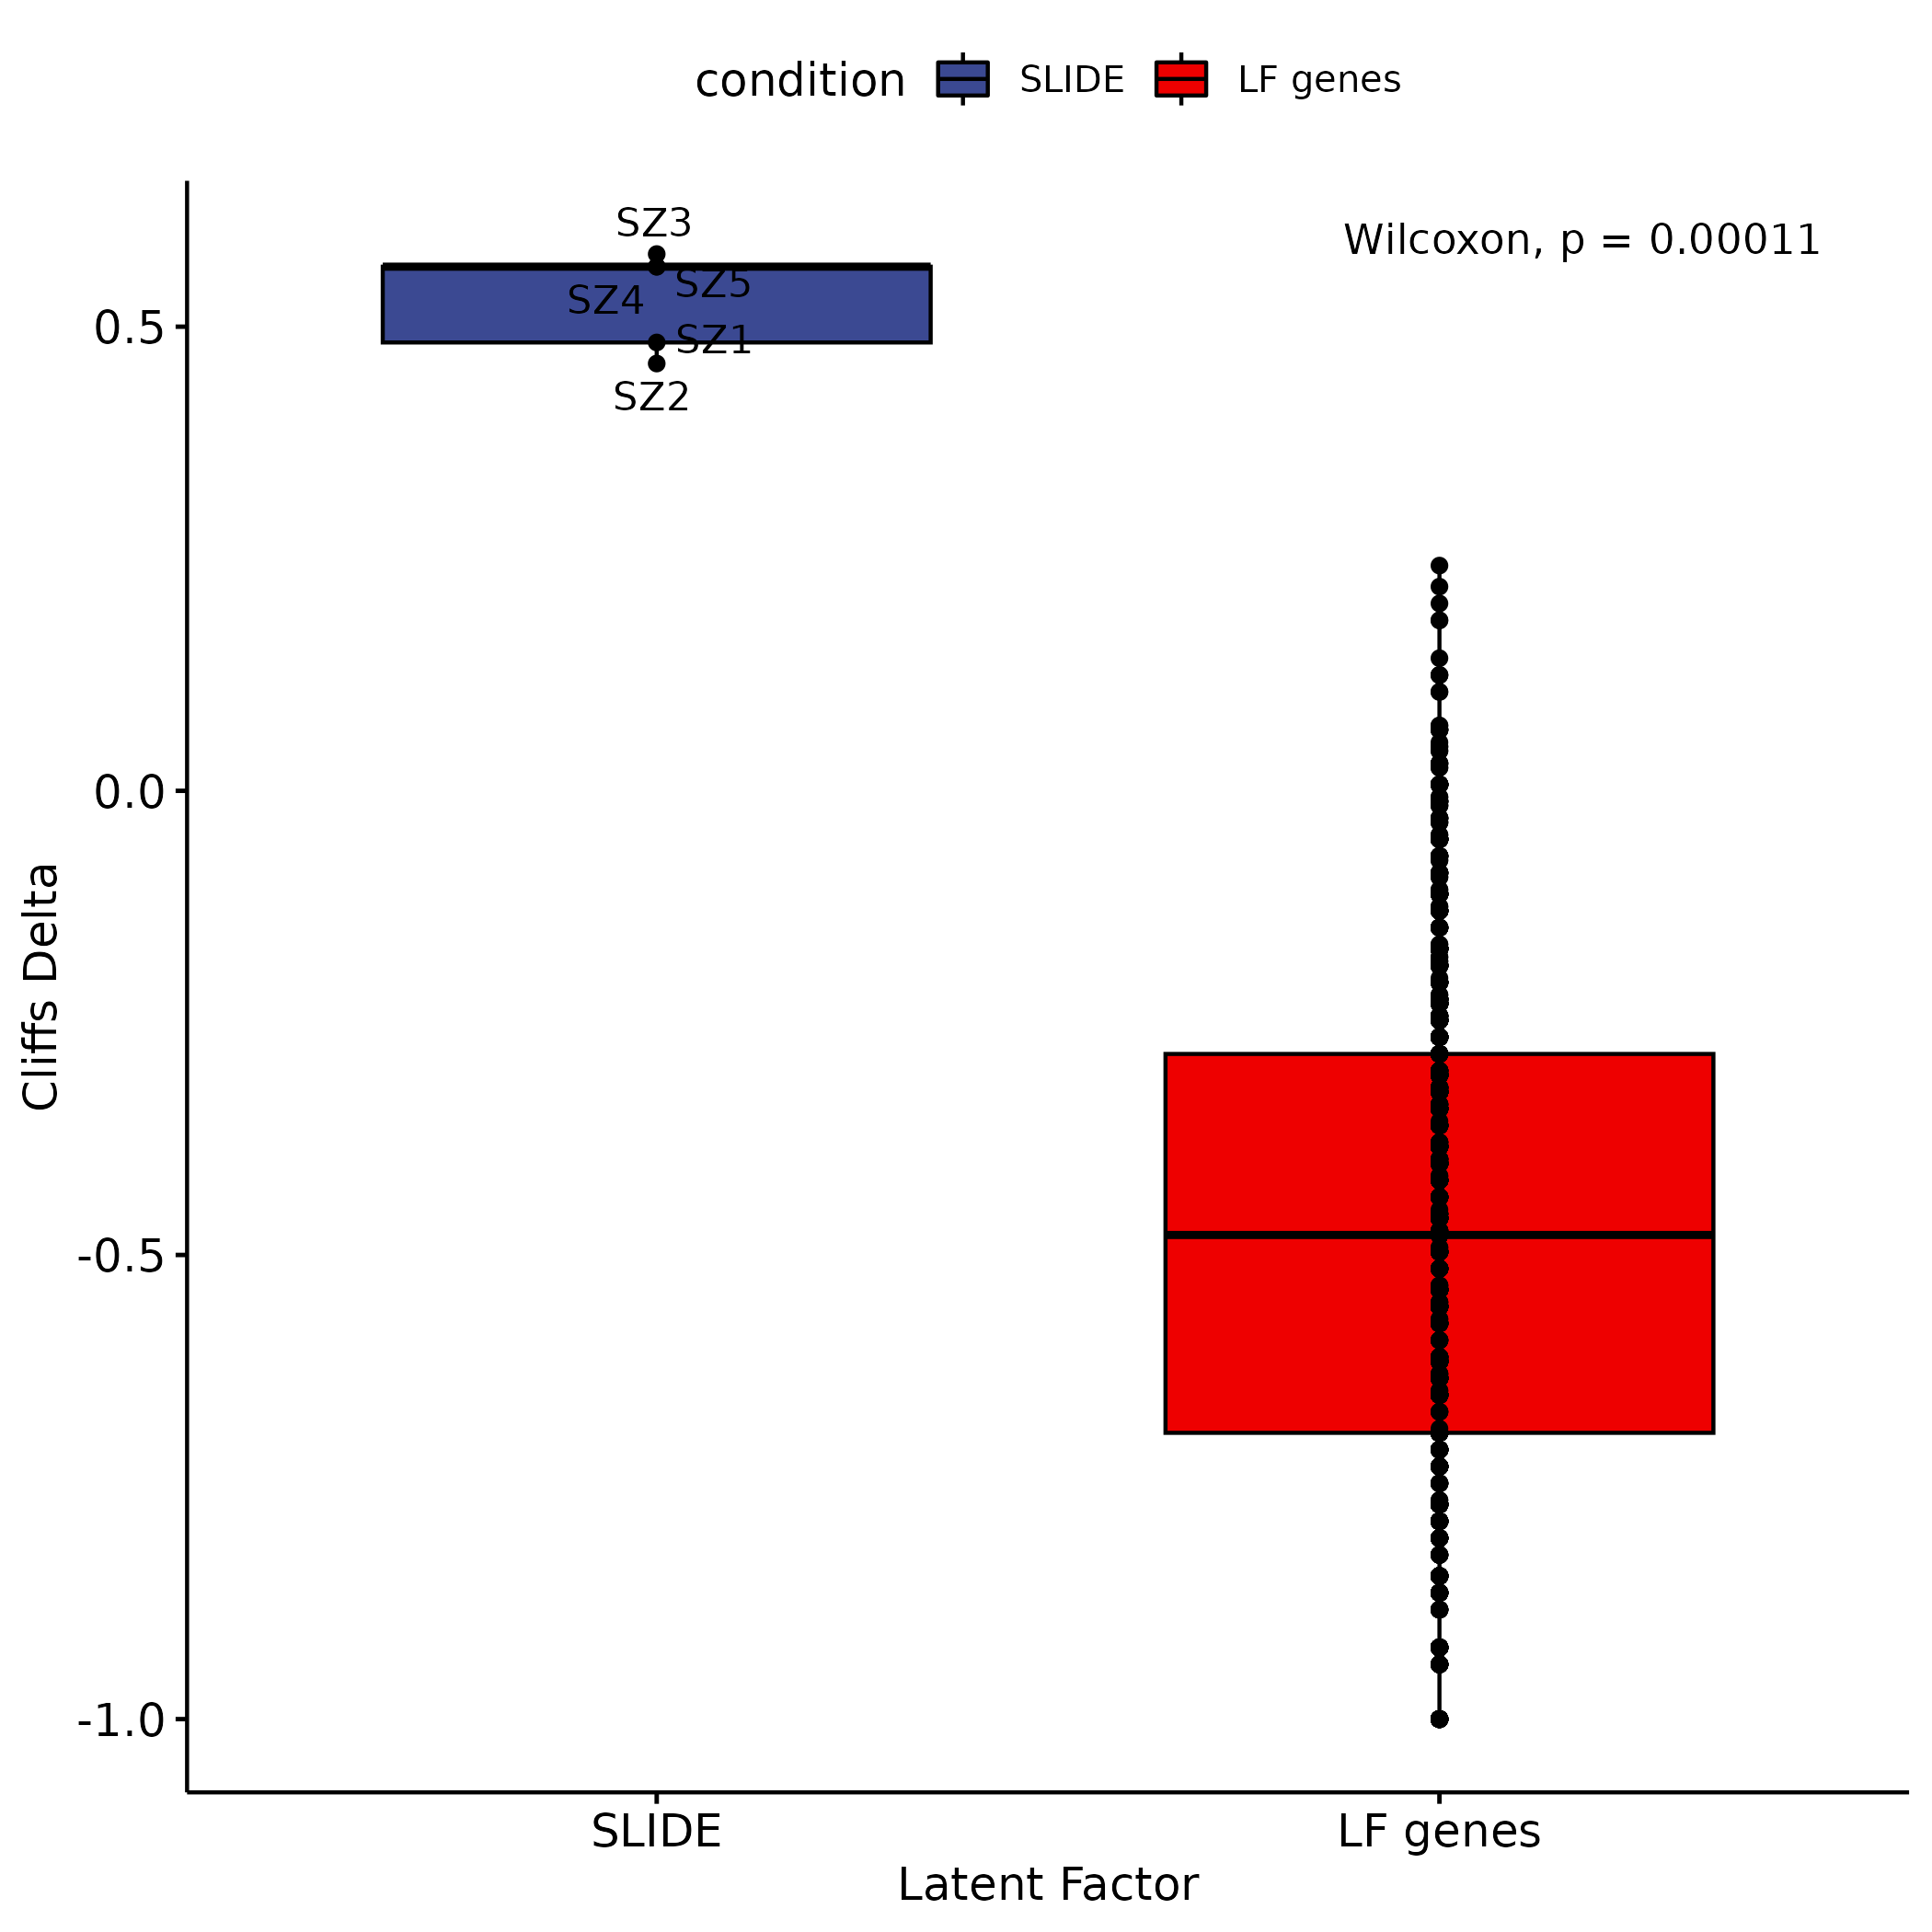 condition SLIDE LF genes
Wilcoxon, p = 0.00011
SZ3
SZ5
SZ4
SZ1
SZ2
0.5
0.0
-0.5
-1.0
Cliffs Delta
SLIDE LF genes
Latent Factor